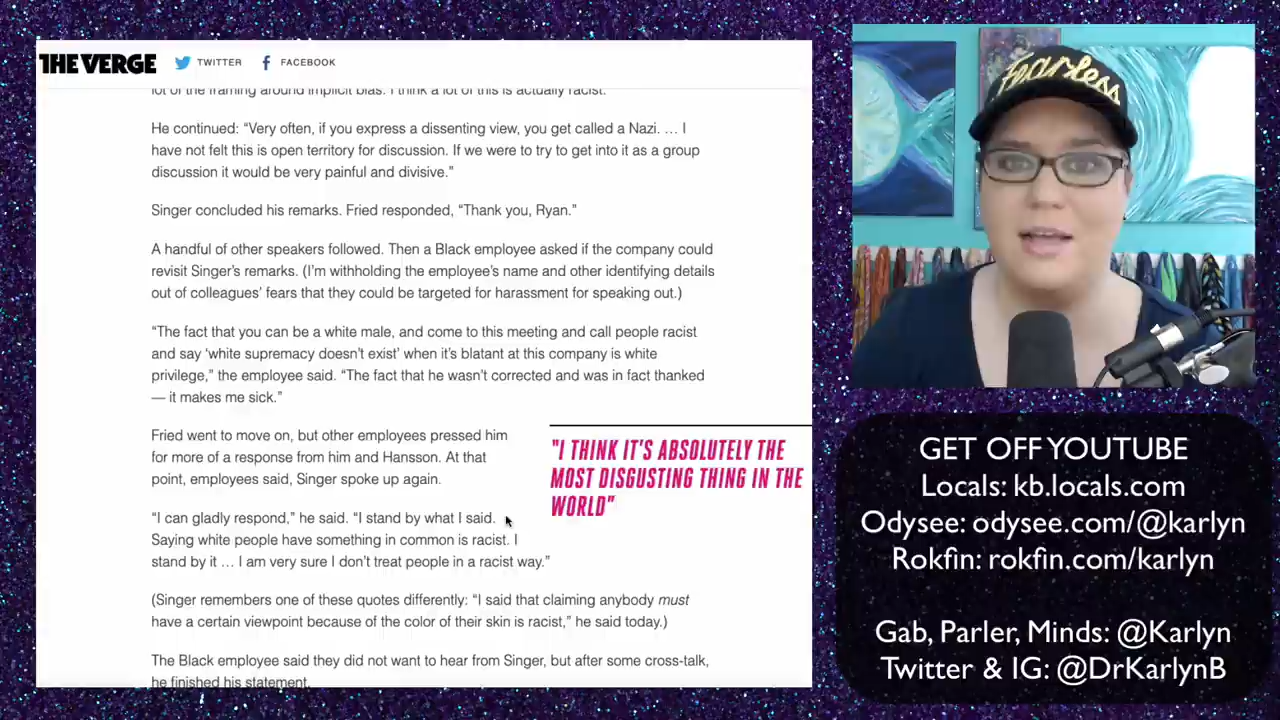 THE VERGE TWITTER FACEBOOK
lot of the framing around implicit bias. I think a lot of this is actually racist.
He continued: “Very often, if you express a dissenting view, you get called a Nazi. … I
have not felt this is open territory for discussion. If we were to try to get into it as a group
discussion it would be very painful and divisive.”
Singer concluded his remarks. Fried responded, “Thank you, Ryan.”
A handful of other speakers followed. Then a Black employee asked if the company could
revisit Singer’s remarks. (I’m withholding the employee’s name and other identifying details
out of colleagues’ fears that they could be targeted for harassment for speaking out.)
“The fact that you can be a white male, and come to this meeting and call people racist
and say ‘white supremacy doesn’t exist’ when it’s blatant at this company is white
privilege,” the employee said. “The fact that he wasn’t corrected and was in fact thanked
— it makes me sick.”
Fried went to move on, but other employees pressed him
for more of a response from him and Hansson. At that
point, employees said, Singer spoke up again.
"I THINK IT'S ABSOLUTELY THE
MOST DISGUSTING THING IN THE
WORLD"
“I can gladly respond,” he said. “I stand by what I said.
Saying white people have something in common is racist. I
stand by it … I am very sure I don’t treat people in a racist way.”
(Singer remembers one of these quotes differently: “I said that claiming anybody must
have a certain viewpoint because of the color of their skin is racist,” he said today.)
The Black employee said they did not want to hear from Singer, but after some cross-talk,
he finished his statement.
Fearless
GET OFF YOUTUBE
Locals: kb.locals.com
Odysee: odysee.com/@karlyn
Rokfin: rokfin.com/karlyn
Gab, Parler, Minds: @Karlyn
Twitter & IG: @DrKarlynB